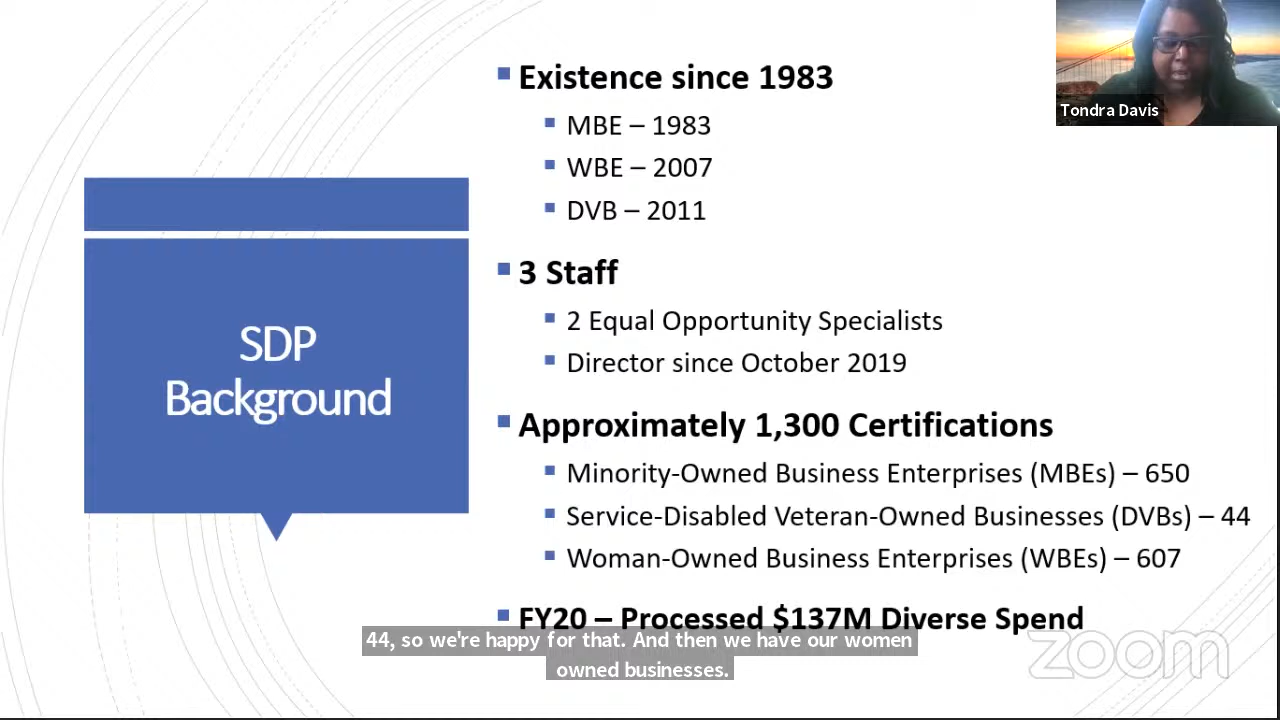 SDP
Background
Existence since 1983
MBE – 1983
WBE – 2007
DVB – 2011
3 Staff
2 Equal Opportunity Specialists
Director since October 2019
Approximately 1,300 Certifications
Minority-Owned Business Enterprises (MBEs) – 650
Service-Disabled Veteran-Owned Businesses (DVBs) – 44
Woman-Owned Business Enterprises (WBEs) – 607
FY20 – Processed $137M Diverse Spend
Tondra Davis
44, so we're happy for that. And then we have our women
owned businesses.
zoom